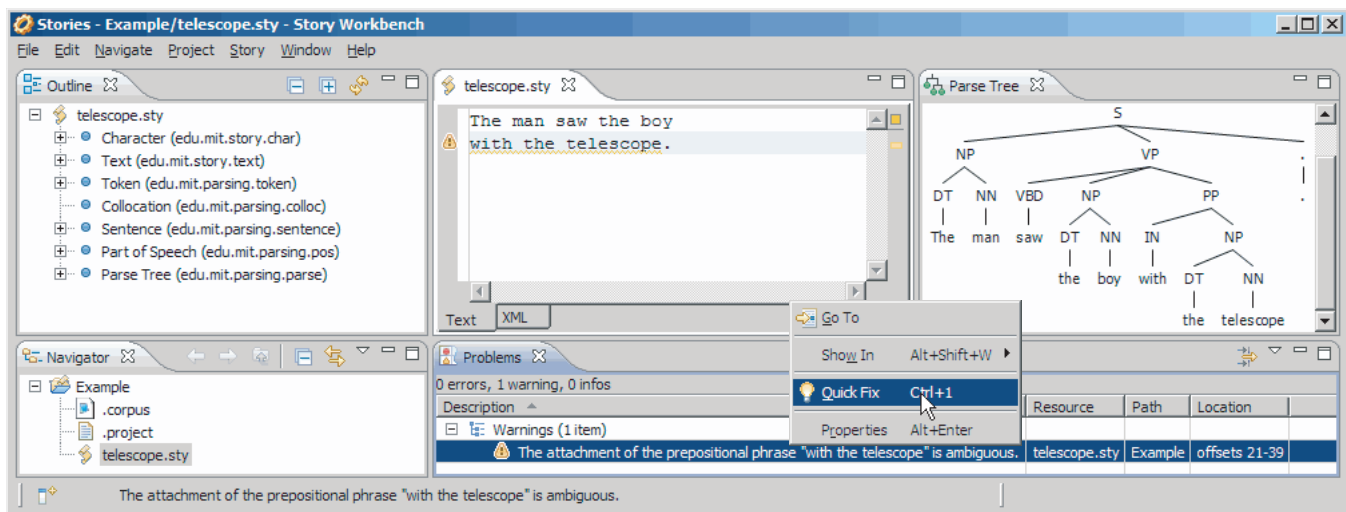 Stories - Example/telescope.sty - Story Workbench
File Edit Navigate Project Story Window Help
Outline
telescope.sty
Character (edu.mit.story.char)
Text (edu.mit.story.text)
Token (edu.mit.parsing.token)
Collocation (edu.mit.parsing.colloc)
Sentence (edu.mit.parsing.sentence)
Part of Speech (edu.mit.parsing.pos)
Parse Tree (edu.mit.parsing.parse)
telescope.sty
The man saw the boy
with the telescope.
Text XML
Parse Tree
S
NP VP .
DT NN VBD NP PP .
The man saw DT NN IN NP
the boy with DT NN
the telescope
Navigator
Example
.corpus
.project
telescope.sty
Problems
0 errors, 1 warning, 0 infos
Description Resource Path Location
Warnings (1 item)
The attachment of the prepositional phrase "with the telescope" is ambiguous. telescope.sty Example offsets 21-39
Go To
Show In Alt+Shift+W
Quick Fix Ctrl+1
Properties Alt+Enter
The attachment of the prepositional phrase "with the telescope" is ambiguous.